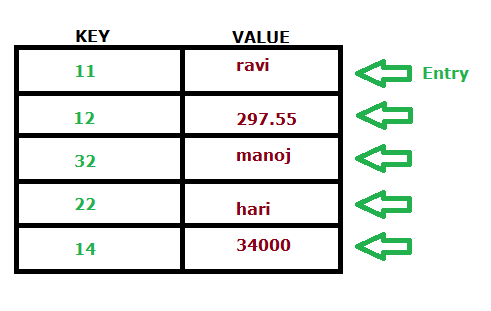 KEY VALUE
11 ravi Entry
12 297.55
32 manoj
22 hari
14 34000